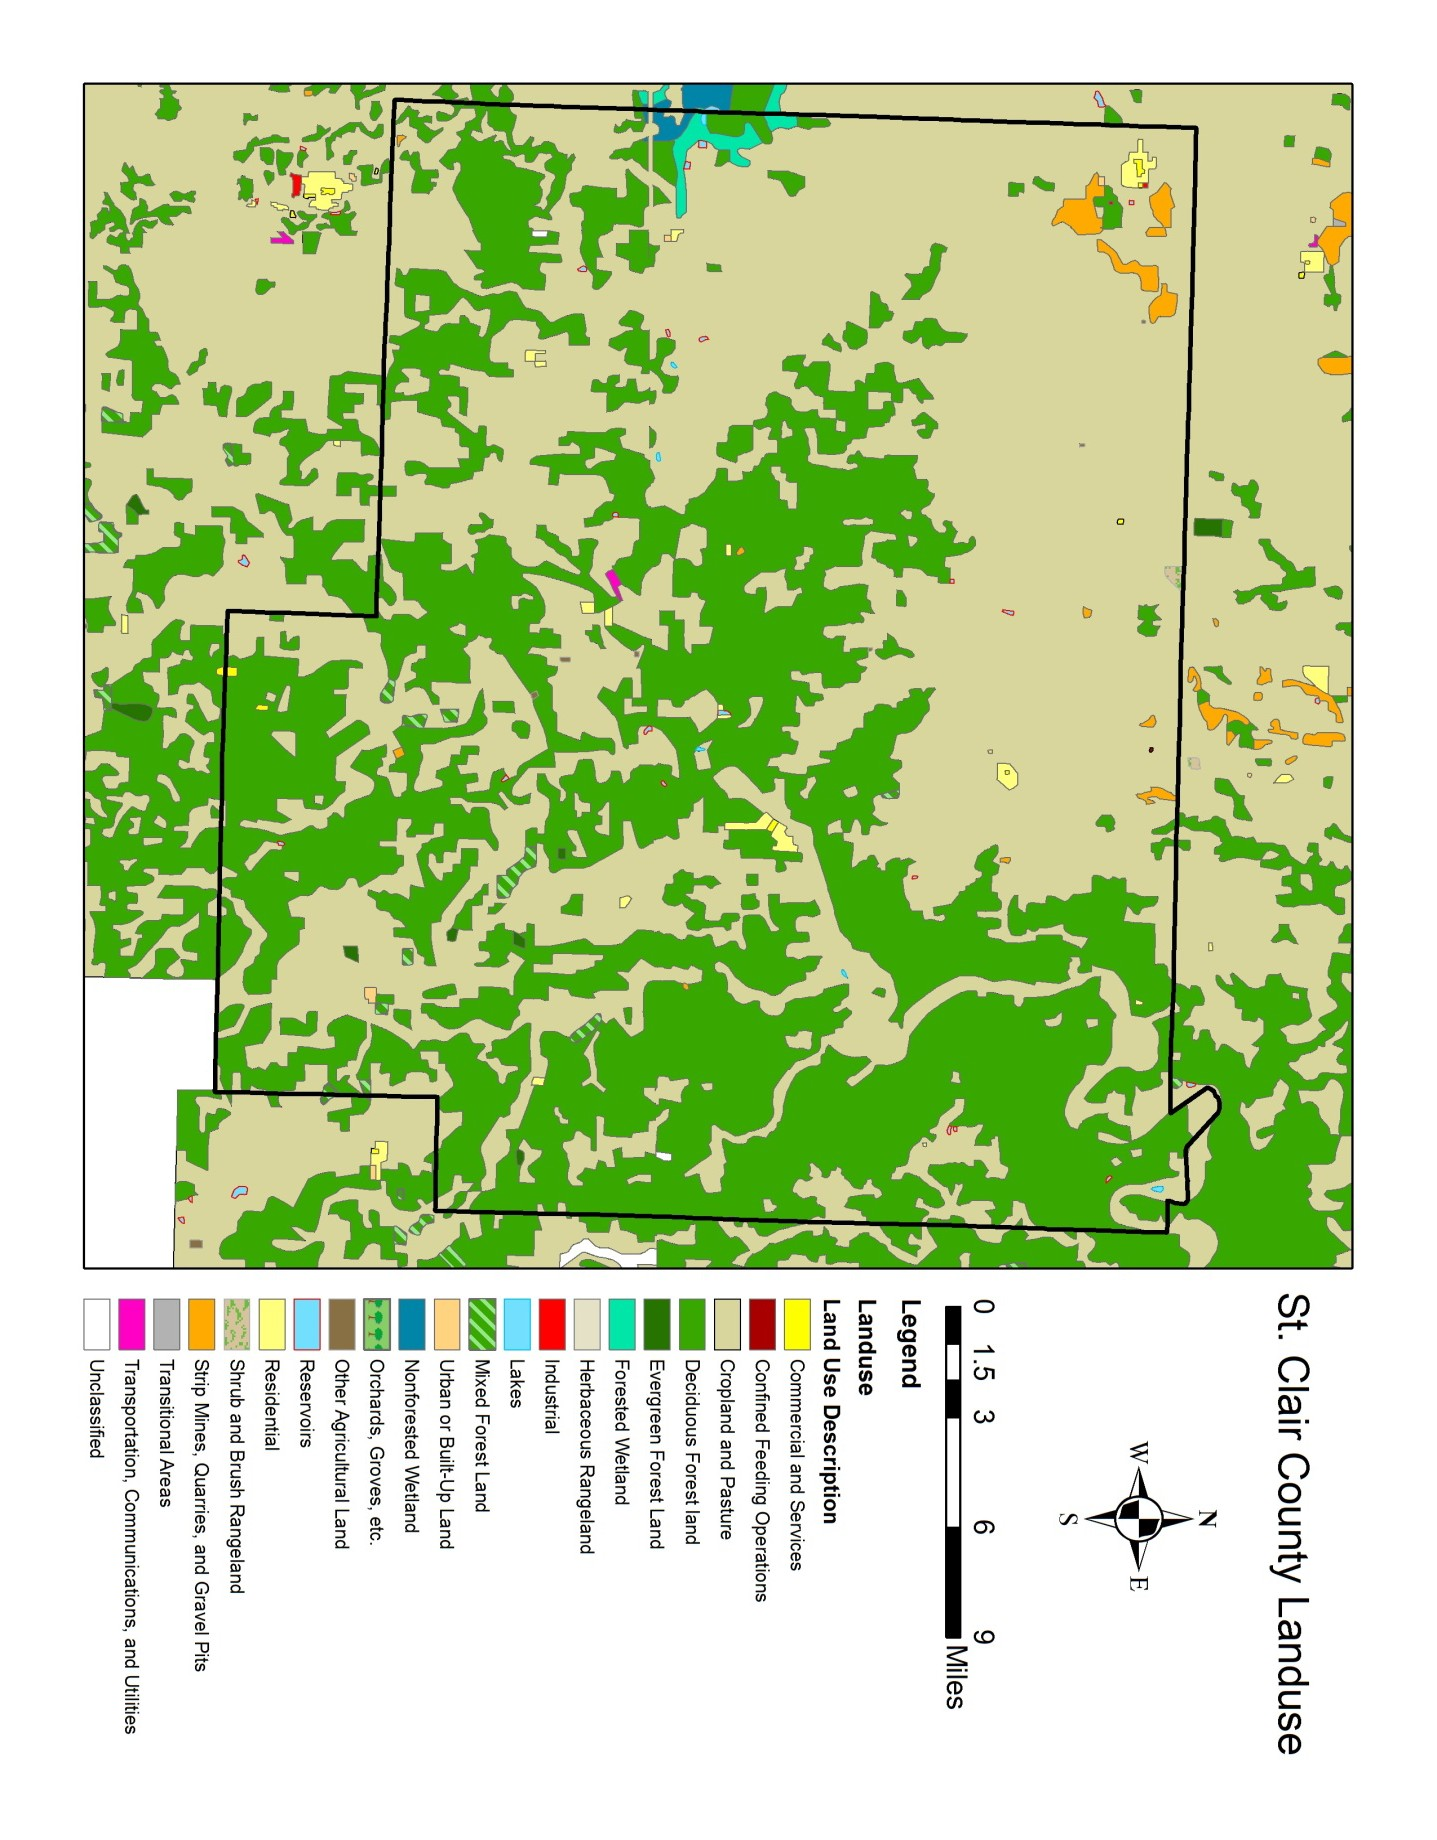 St. Clair County Landuse
N
W
E
S
0 1.5 3 6 9
Miles
Legend
Landuse
Land Use Description
Commercial and Services
Confined Feeding Operations
Cropland and Pasture
Deciduous Forest land
Evergreen Forest Land
Forested Wetland
Herbaceous Rangeland
Industrial
Lakes
Mixed Forest Land
Urban or Built-Up Land
Nonforested Wetland
Orchards, Groves, etc.
Other Agricultural Land
Reservoirs
Residential
Shrub and Brush Rangeland
Strip Mines, Quarries, and Gravel Pits
Transitional Areas
Transportation, Communications, and Utilities
Unclassified